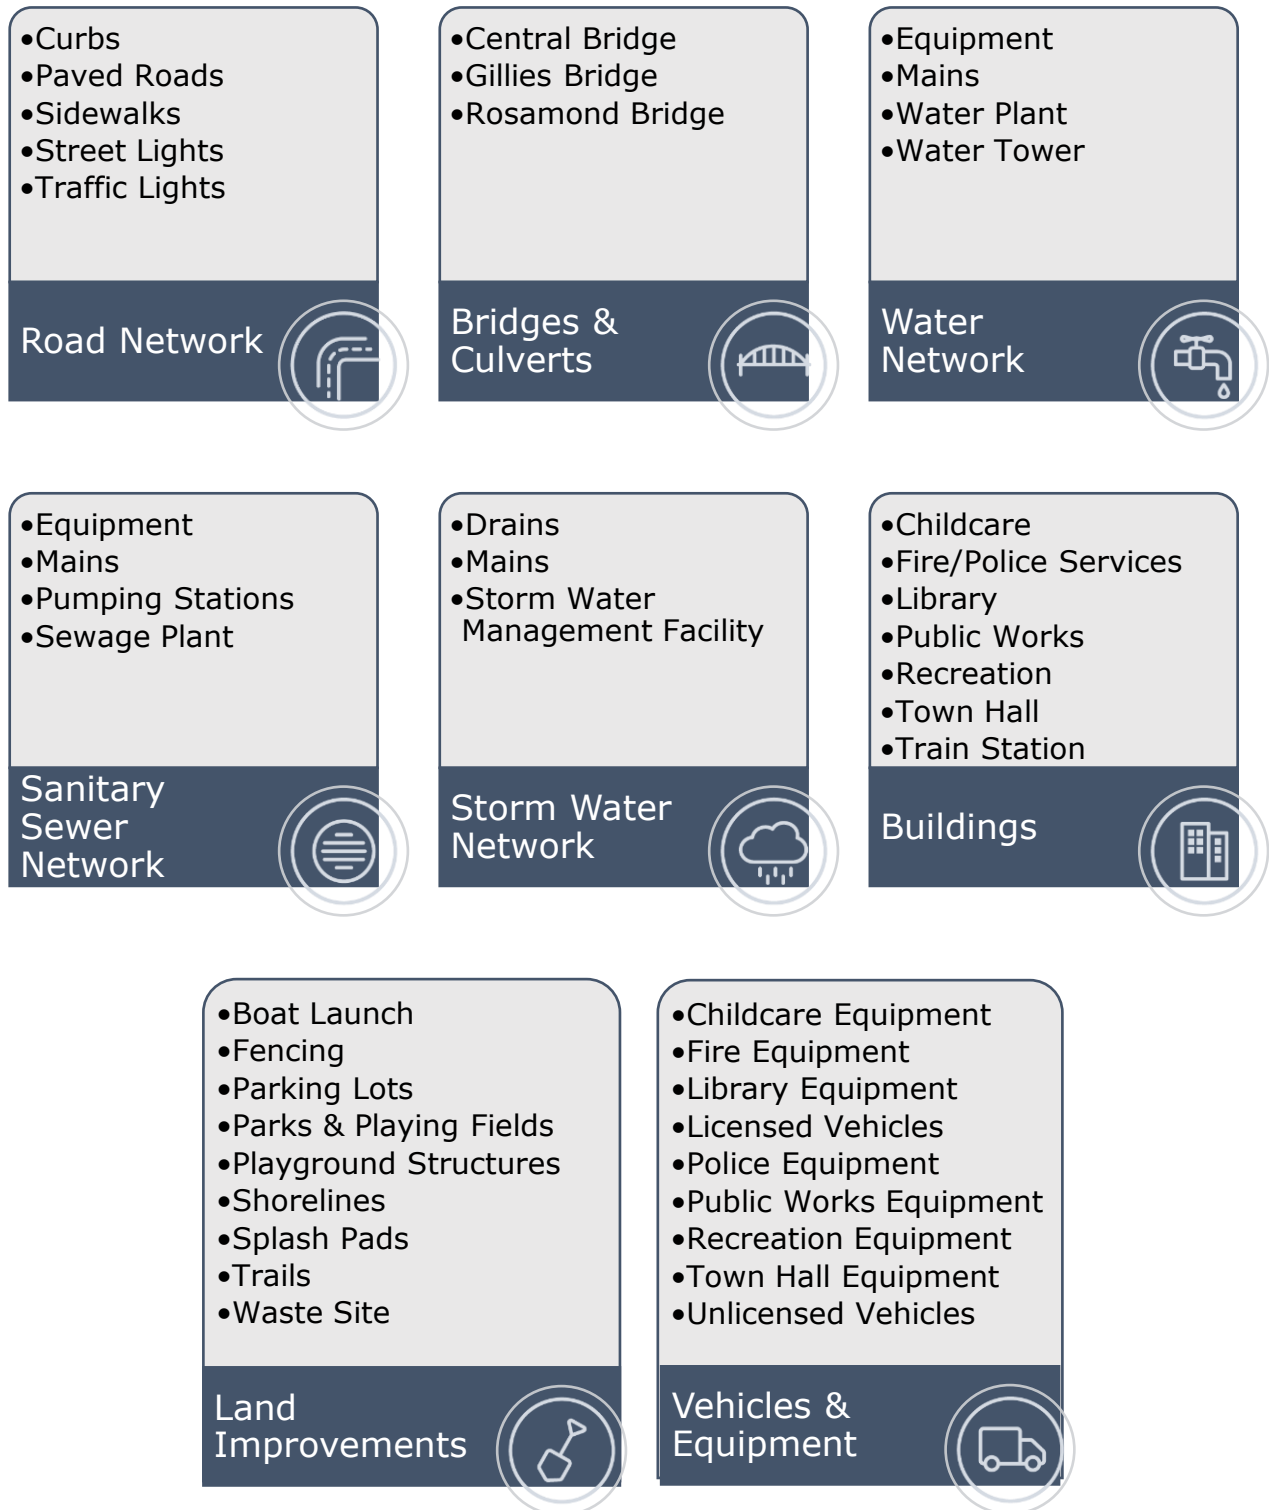 •Curbs
•Paved Roads
•Sidewalks
•Street Lights
•Traffic Lights
Road Network
•Central Bridge
•Gillies Bridge
•Rosamond Bridge
Bridges &
Culverts
•Equipment
•Mains
•Water Plant
•Water Tower
Water
Network
•Equipment
•Mains
•Pumping Stations
•Sewage Plant
Sanitary
Sewer
Network
•Drains
•Mains
•Storm Water
Management Facility
Storm Water
Network
•Childcare
•Fire/Police Services
•Library
•Public Works
•Recreation
•Town Hall
•Train Station
Buildings
•Boat Launch
•Fencing
•Parking Lots
•Parks & Playing Fields
•Playground Structures
•Shorelines
•Splash Pads
•Trails
•Waste Site
Land
Improvements
•Childcare Equipment
•Fire Equipment
•Library Equipment
•Licensed Vehicles
•Police Equipment
•Public Works Equipment
•Recreation Equipment
•Town Hall Equipment
•Unlicensed Vehicles
Vehicles &
Equipment